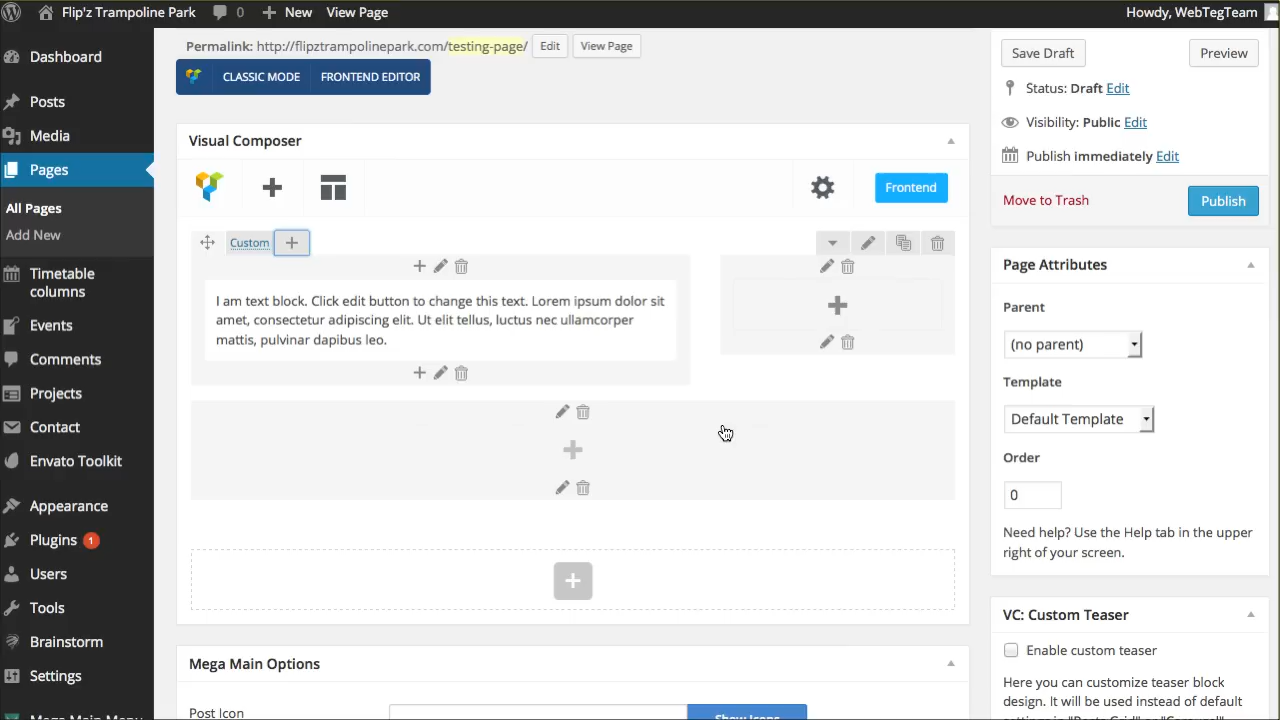 Flip'z Trampoline Park
0
New
View Page
Howdy, WebTegTeam
Dashboard
Posts
Media
Pages
All Pages
Add New
Timetable
columns
Events
Comments
Projects
Contact
Envato Toolkit
Appearance
Plugins 1
Users
Tools
Brainstorm
Settings
Mega Main Menu
Permalink: http://flipztrampolinepark.com/testing-page/
Edit
View Page
CLASSIC MODE
FRONTEND EDITOR
Visual Composer
Frontend
Custom
I am text block. Click edit button to change this text. Lorem ipsum dolor sit
amet, consectetur adipiscing elit. Ut elit tellus, luctus nec ullamcorper
mattis, pulvinar dapibus leo.
Mega Main Options
Post Icon
Show Icons
Save Draft
Preview
Status: Draft Edit
Visibility: Public Edit
Publish immediately Edit
Move to Trash
Publish
Page Attributes
Parent
(no parent)
Template
Default Template
Order
0
Need help? Use the Help tab in the upper
right of your screen.
VC: Custom Teaser
Enable custom teaser
Here you can customize teaser block
design. It will be used instead of default
settings in "Posts Grid" or "Carousel"